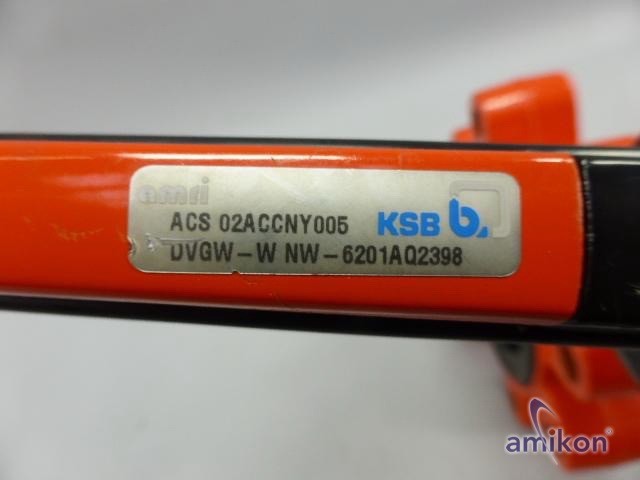 amri
ACS 02ACCNY005
KSB b.
DVGW-W NW-6201AQ2398
amikon®